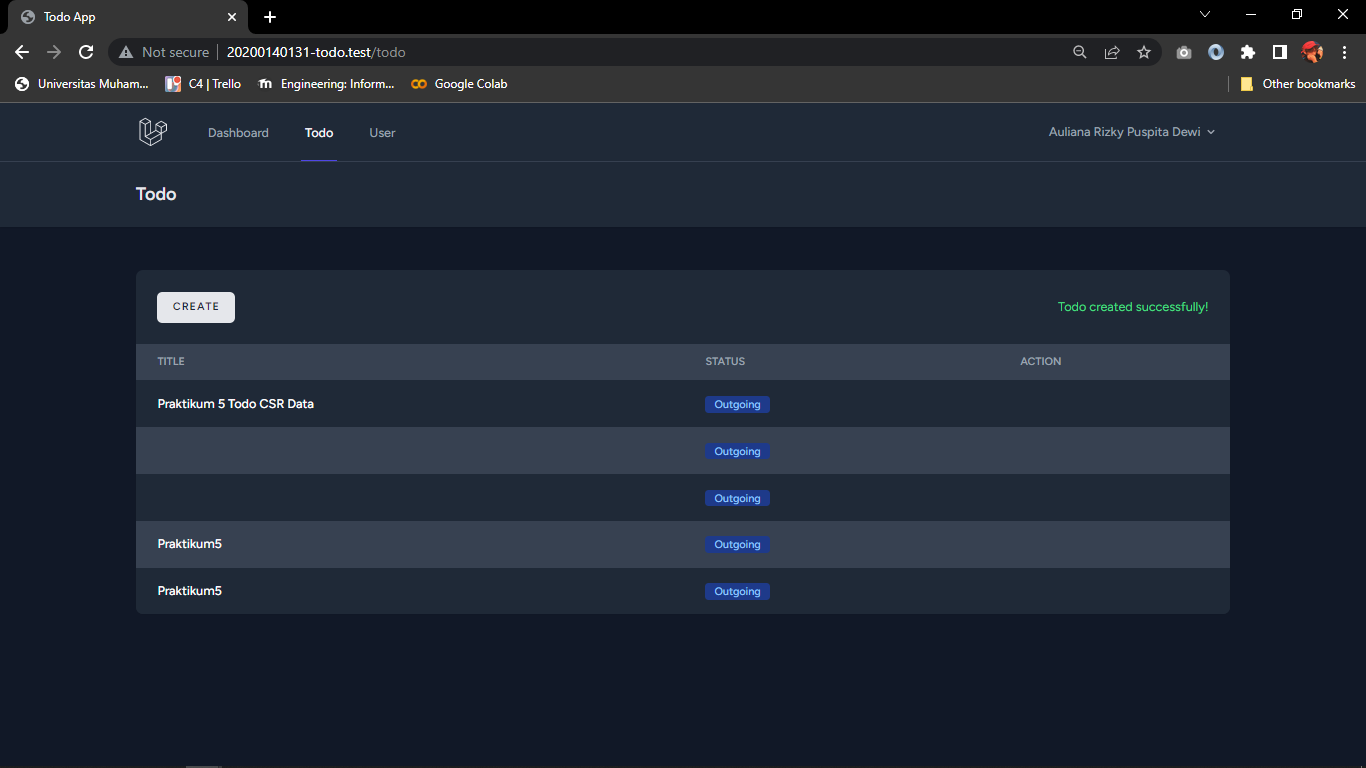 Todo App
Not secure 20200140131-todo.test/todo
Universitas Muham... C4 | Trello Engineering: Inform... Google Colab Other bookmarks
Dashboard Todo User Auliana Rizky Puspita Dewi
Todo
CREATE Todo created successfully!
TITLE STATUS ACTION
Praktikum 5 Todo CSR Data Outgoing
Outgoing
Outgoing
Praktikum5 Outgoing
Praktikum5 Outgoing